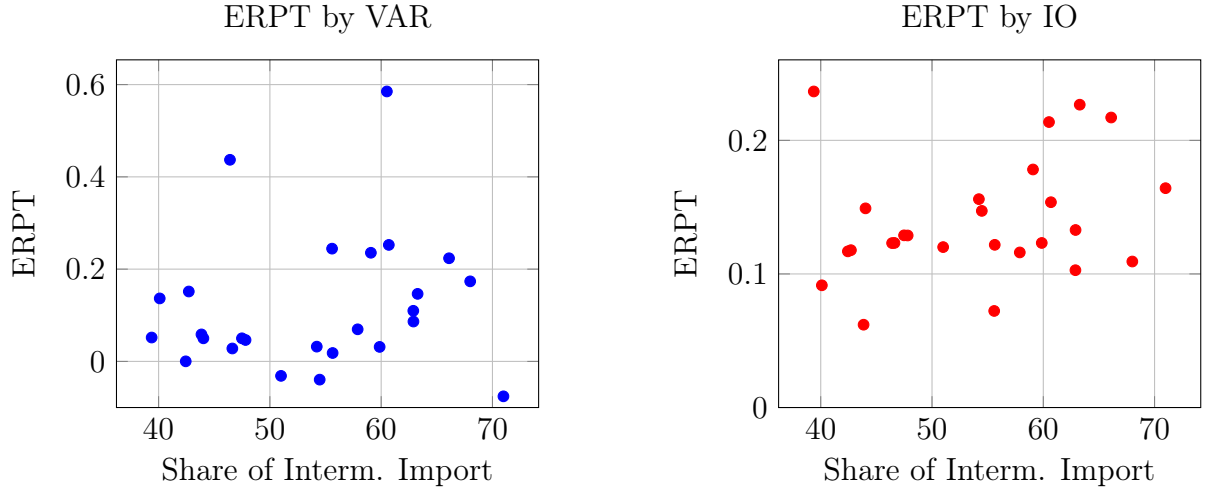 ERPT by VAR
0.6
0.4
0.2
0
ERPT
40 50 60 70
Share of Interm. Import
ERPT by IO
0.2
0.1
0
ERPT
40 50 60 70
Share of Interm. Import